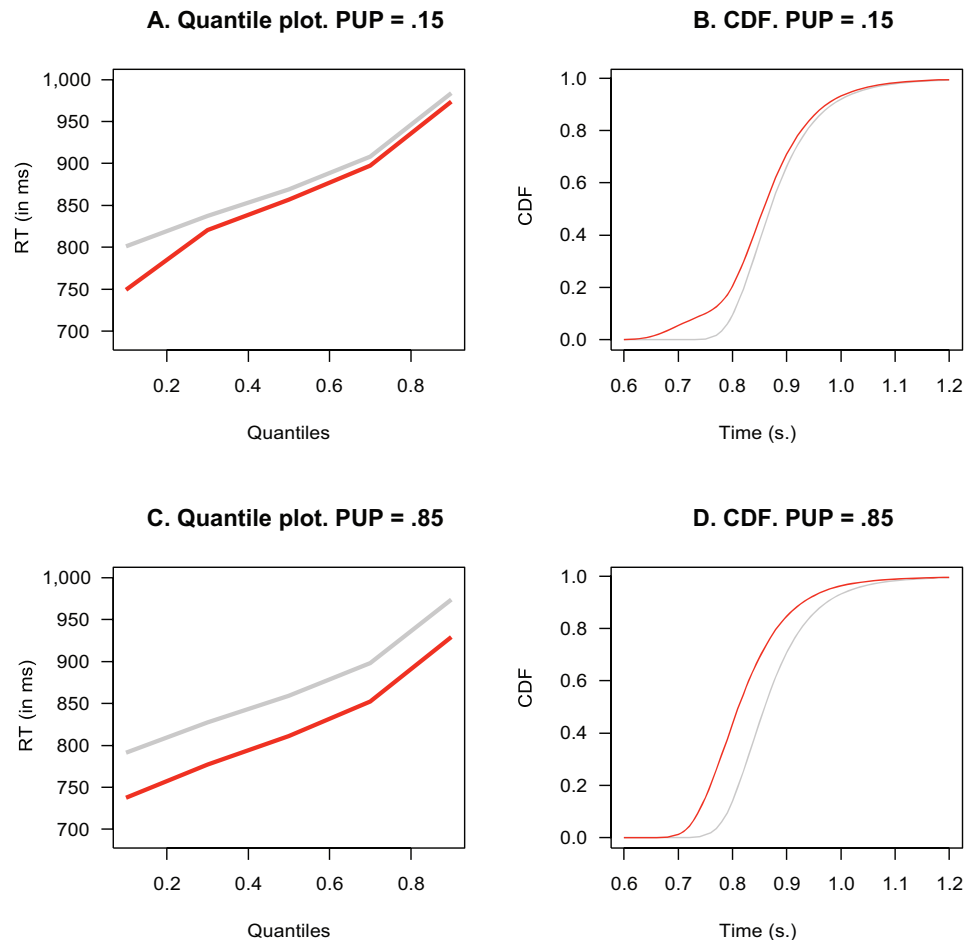 A. Quantile plot. PUP = .15
1,000
950
900
850
800
750
700
RT (in ms)
0.2 0.4 0.6 0.8
Quantiles
B. CDF. PUP = .15
1.0
0.8
0.6
0.4
0.2
0.0
CDF
0.6 0.7 0.8 0.9 1.0 1.1 1.2
Time (s.)
C. Quantile plot. PUP = .85
1,000
950
900
850
800
750
700
RT (in ms)
0.2 0.4 0.6 0.8
Quantiles
D. CDF. PUP = .85
1.0
0.8
0.6
0.4
0.2
0.0
CDF
0.6 0.7 0.8 0.9 1.0 1.1 1.2
Time (s.)